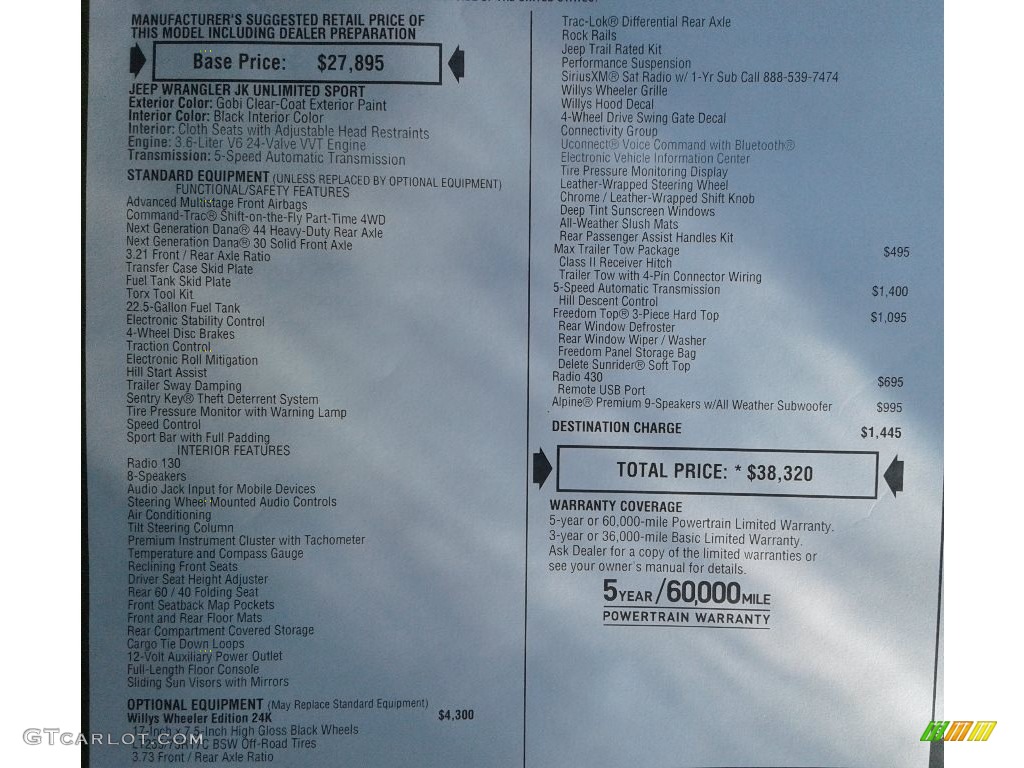 MANUFACTURER'S SUGGESTED RETAIL PRICE OF
THIS MODEL INCLUDING DEALER PREPARATION
Base Price: $27,895
JEEP WRANGLER JK UNLIMITED SPORT
Exterior Color: Gobi Clear-Coat Exterior Paint
Interior Color: Black Interior Color
Interior: Cloth Seats with Adjustable Head Restraints
Engine: 3.6-Liter V6 24-Valve VVT Engine
Transmission: 5-Speed Automatic Transmission
STANDARD EQUIPMENT (UNLESS REPLACED BY OPTIONAL EQUIPMENT)
FUNCTIONAL/SAFETY FEATURES
Advanced Multistage Front Airbags
Command-Trac® Shift-on-the-Fly Part-Time 4WD
Next Generation Dana® 44 Heavy-Duty Rear Axle
Next Generation Dana® 30 Solid Front Axle
3.21 Front / Rear Axle Ratio
Transfer Case Skid Plate
Fuel Tank Skid Plate
Torx Tool Kit
22.5-Gallon Fuel Tank
Electronic Stability Control
4-Wheel Disc Brakes
Traction Control
Electronic Roll Mitigation
Hill Start Assist
Trailer Sway Damping
Sentry Key® Theft Deterrent System
Tire Pressure Monitor with Warning Lamp
Speed Control
Sport Bar with Full Padding
INTERIOR FEATURES
Radio 130
8-Speakers
Audio Jack Input for Mobile Devices
Steering Wheel Mounted Audio Controls
Air Conditioning
Tilt Steering Column
Premium Instrument Cluster with Tachometer
Temperature and Compass Gauge
Reclining Front Seats
Driver Seat Height Adjuster
Rear 60 / 40 Folding Seat
Front Seatback Map Pockets
Front and Rear Floor Mats
Rear Compartment Covered Storage
Cargo Tie Down Loops
12-Volt Auxiliary Power Outlet
Full-Length Floor Console
Sliding Sun Visors with Mirrors
OPTIONAL EQUIPMENT (May Replace Standard Equipment)
Willys Wheeler Edition 24K $4,300
17-Inch x 7.5-Inch High Gloss Black Wheels
BSW Off-Road Tires
3.73 Front / Rear Axle Ratio
Trac-Lok® Differential Rear Axle
Rock Rails
Jeep Trail Rated Kit
Performance Suspension
SiriusXM® Sat Radio w/ 1-Yr Sub Call 888-539-7474
Willys Wheeler Grille
Willys Hood Decal
4-Wheel Drive Swing Gate Decal
Connectivity Group
Uconnect® Voice Command with Bluetooth®
Electronic Vehicle Information Center
Tire Pressure Monitoring Display
Leather-Wrapped Steering Wheel
Chrome / Leather-Wrapped Shift Knob
Deep Tint Sunscreen Windows
All-Weather Slush Mats
Rear Passenger Assist Handles Kit
Max Trailer Tow Package $495
Class II Receiver Hitch
Trailer Tow with 4-Pin Connector Wiring
5-Speed Automatic Transmission $1,400
Hill Descent Control
Freedom Top® 3-Piece Hard Top $1,095
Rear Window Defroster
Rear Window Wiper / Washer
Freedom Panel Storage Bag
Delete Sunrider® Soft Top
Radio 430 $695
Remote USB Port
Alpine® Premium 9-Speakers w/All Weather Subwoofer $995
DESTINATION CHARGE $1,445
TOTAL PRICE: * $38,320
WARRANTY COVERAGE
5-year or 60,000-mile Powertrain Limited Warranty.
3-year or 36,000-mile Basic Limited Warranty.
Ask Dealer for a copy of the limited warranties or
see your owner's manual for details.
5YEAR/60,000MILE
POWERTRAIN WARRANTY
GTCARLOT.COM